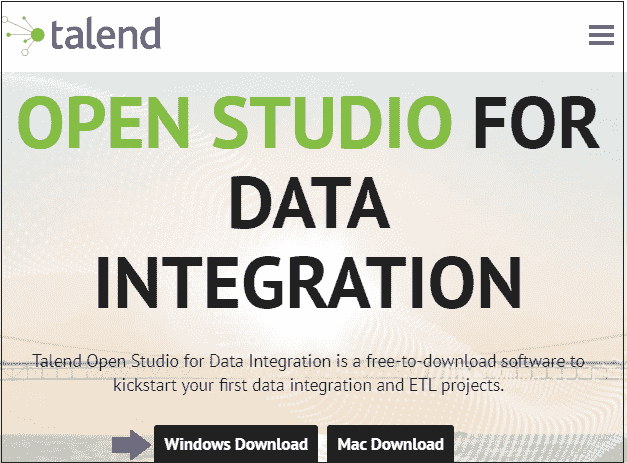 talend
OPEN STUDIO FOR
DATA
INTEGRATION
Talend Open Studio for Data Integration is a free-to-download software to
kickstart your first data integration and ETL projects.
Windows Download Mac Download